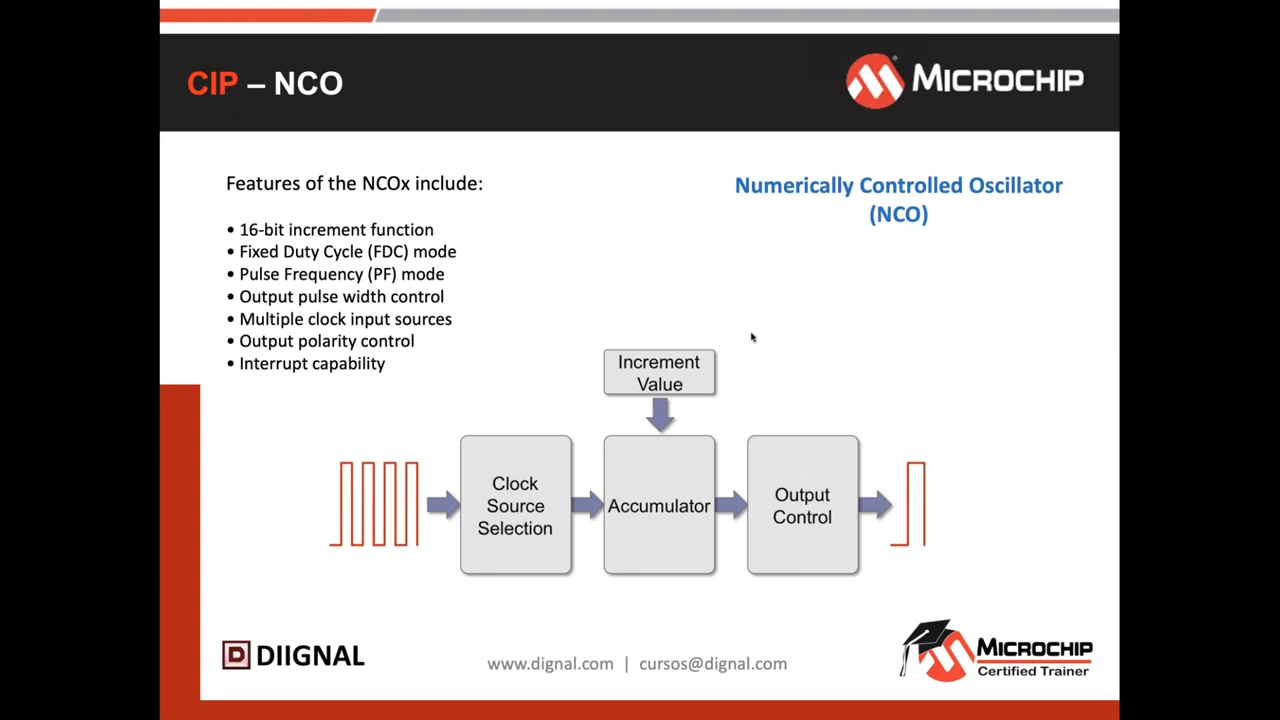 CIP – NCO
MICROCHIP
Features of the NCOx include:
• 16-bit increment function
• Fixed Duty Cycle (FDC) mode
• Pulse Frequency (PF) mode
• Output pulse width control
• Multiple clock input sources
• Output polarity control
• Interrupt capability
Numerically Controlled Oscillator
(NCO)
Increment
Value
Clock
Source
Selection
Accumulator
Output
Control
DIIGNAL
www.dignal.com | cursos@dignal.com
MICROCHIP
Certified Trainer